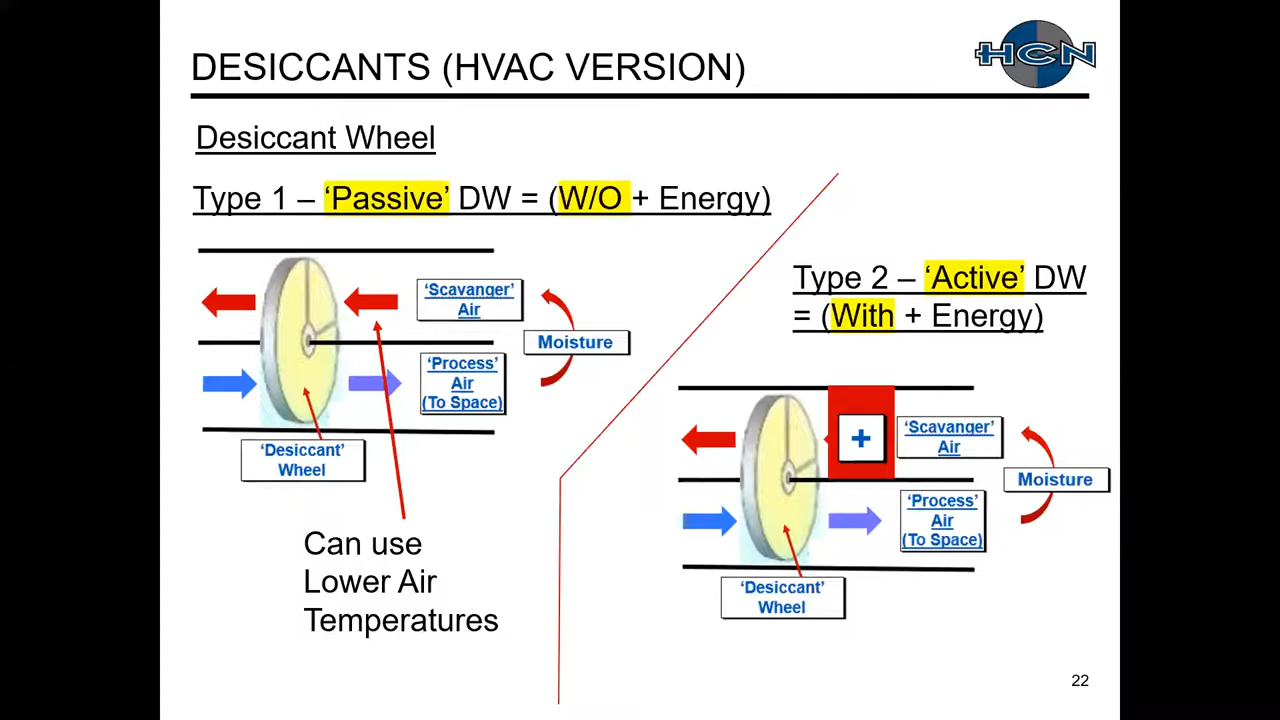 DESICCANTS (HVAC VERSION)
HCN
Desiccant Wheel
Type 1 – ‘Passive’ DW = (W/O + Energy)
‘Scavanger’
Air
Moisture
‘Process’
Air
(To Space)
‘Desiccant’
Wheel
Can use
Lower Air
Temperatures
Type 2 – ‘Active’ DW
= (With + Energy)
+
‘Scavanger’
Air
Moisture
‘Process’
Air
(To Space)
‘Desiccant’
Wheel
22